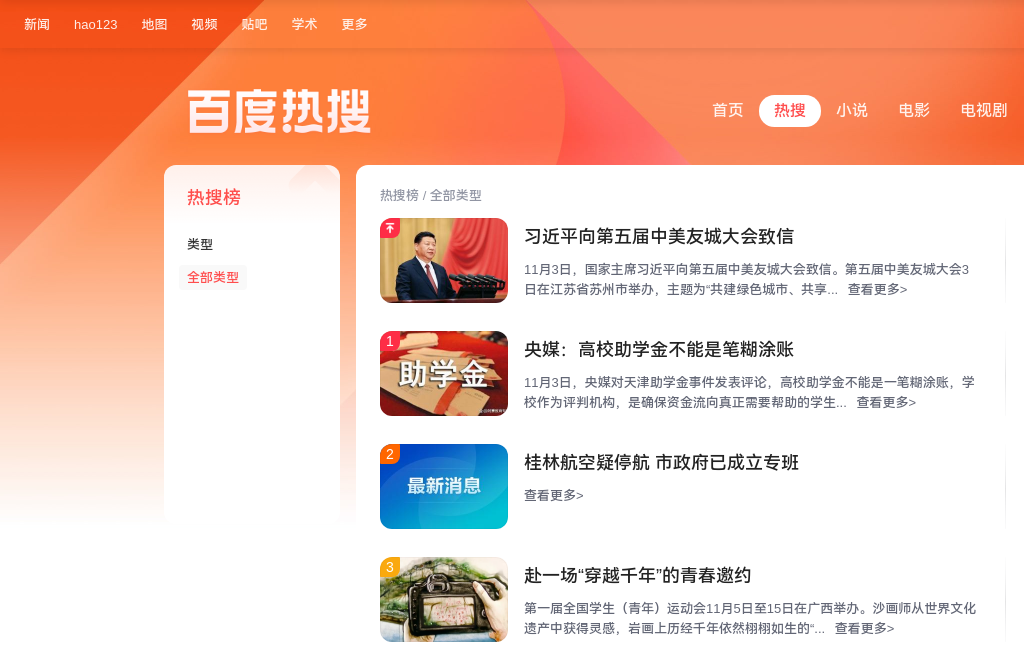 新闻 hao123 地图 视频 贴吧 学术 更多
百度热搜
首页 热搜 小说 电影 电视剧
热搜榜
类型
全部类型
热搜榜 / 全部类型
习近平向第五届中美友城大会致信
11月3日，国家主席习近平向第五届中美友城大会致信。第五届中美友城大会3
日在江苏省苏州市举办，主题为“共建绿色城市、共享... 查看更多>
1
助学金
央媒：高校助学金不能是笔糊涂账
11月3日，央媒对天津助学金事件发表评论，高校助学金不能是一笔糊涂账，学
校作为评判机构，是确保资金流向真正需要帮助的学生... 查看更多>
2
最新消息
桂林航空疑停航 市政府已成立专班
查看更多>
3
赴一场“穿越千年”的青春邀约
第一届全国学生（青年）运动会11月5日至15日在广西举办。沙画师从世界文化
遗产中获得灵感，岩画上历经千年依然栩栩如生的“... 查看更多>